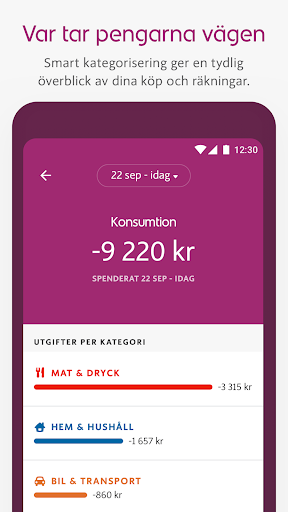 Var tar pengarna vägen
Smart kategorisering ger en tydlig
överblick av dina köp och räkningar.
12:30
22 sep - idag
Konsumtion
-9 220 kr
SPENDERAT 22 SEP - IDAG
UTGIFTER PER KATEGORI
MAT & DRYCK
-3 315 kr
HEM & HUSHÅLL
-1 657 kr
BIL & TRANSPORT
-860 kr